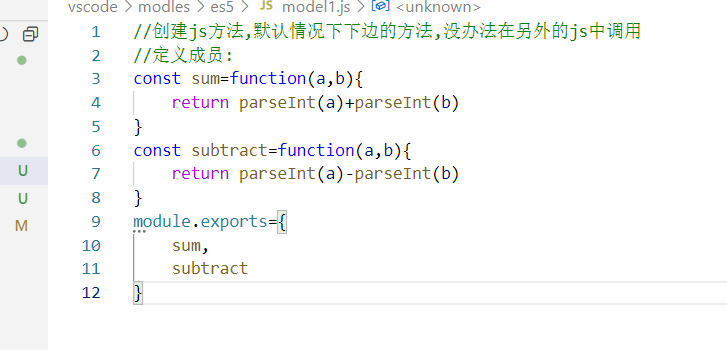 vscode > modles > es5 > JS model1.js > <unknown>
1 //创建js方法,默认情况下下边的方法,没办法在另外的js中调用
2 //定义成员:
3 const sum=function(a,b){
4 return parseInt(a)+parseInt(b)
5 }
6 const subtract=function(a,b){
U 7 return parseInt(a)-parseInt(b)
U 8 }
M 9 module.exports={
10 sum,
11 subtract
12 }